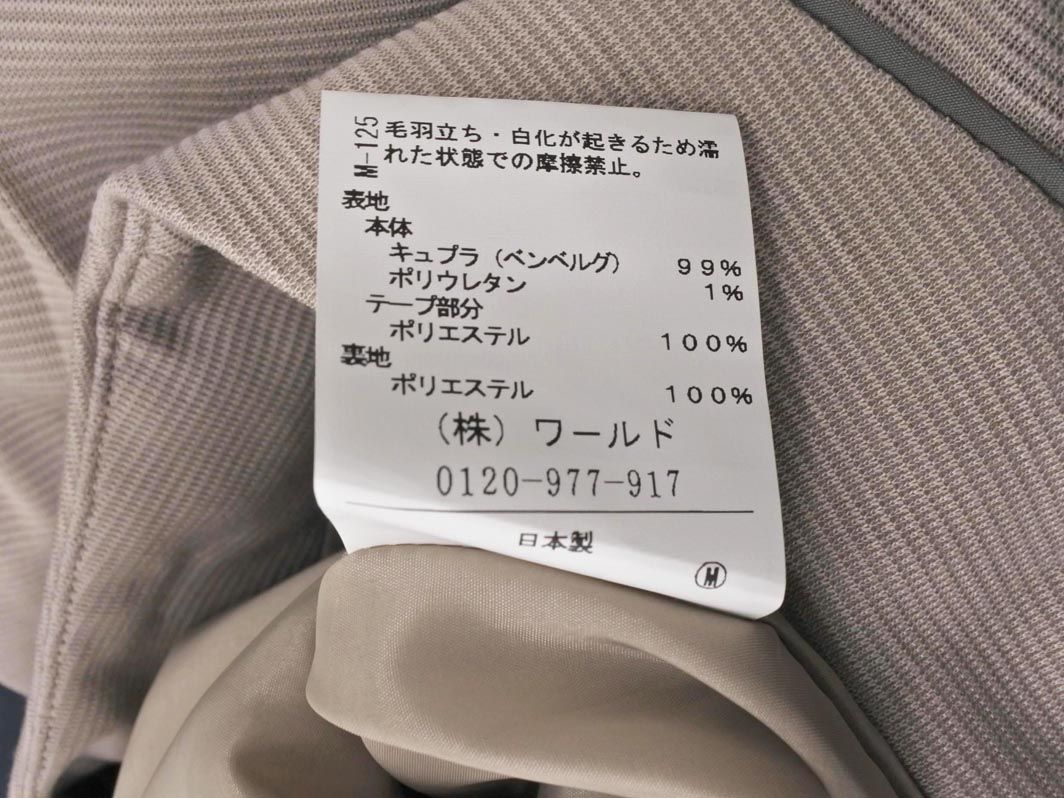 M-125
毛羽立ち・白化が起きるため濡
れた状態での摩擦禁止。
表地
本体
キュプラ（ベンベルグ） 99%
ポリウレタン 1%
テープ部分
ポリエステル 100%
裏地
ポリエステル 100%
（株）ワールド
0120-977-917
日本製
M